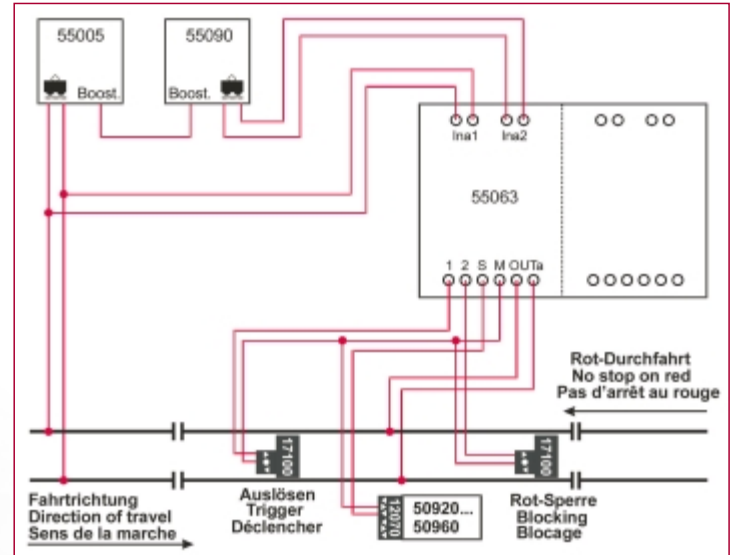 55005
55090
Boost.
Boost.
Ina1
Ina2
55063
1 2 S M OUTa
Rot-Durchfahrt
No stop on red
Pas d'arrêt au rouge
17100
17100
Fahrtrichtung
Direction of travel
Sens de la marche
Auslösen
Trigger
Déclencher
12070
50920...
50960
Rot-Sperre
Blocking
Blocage